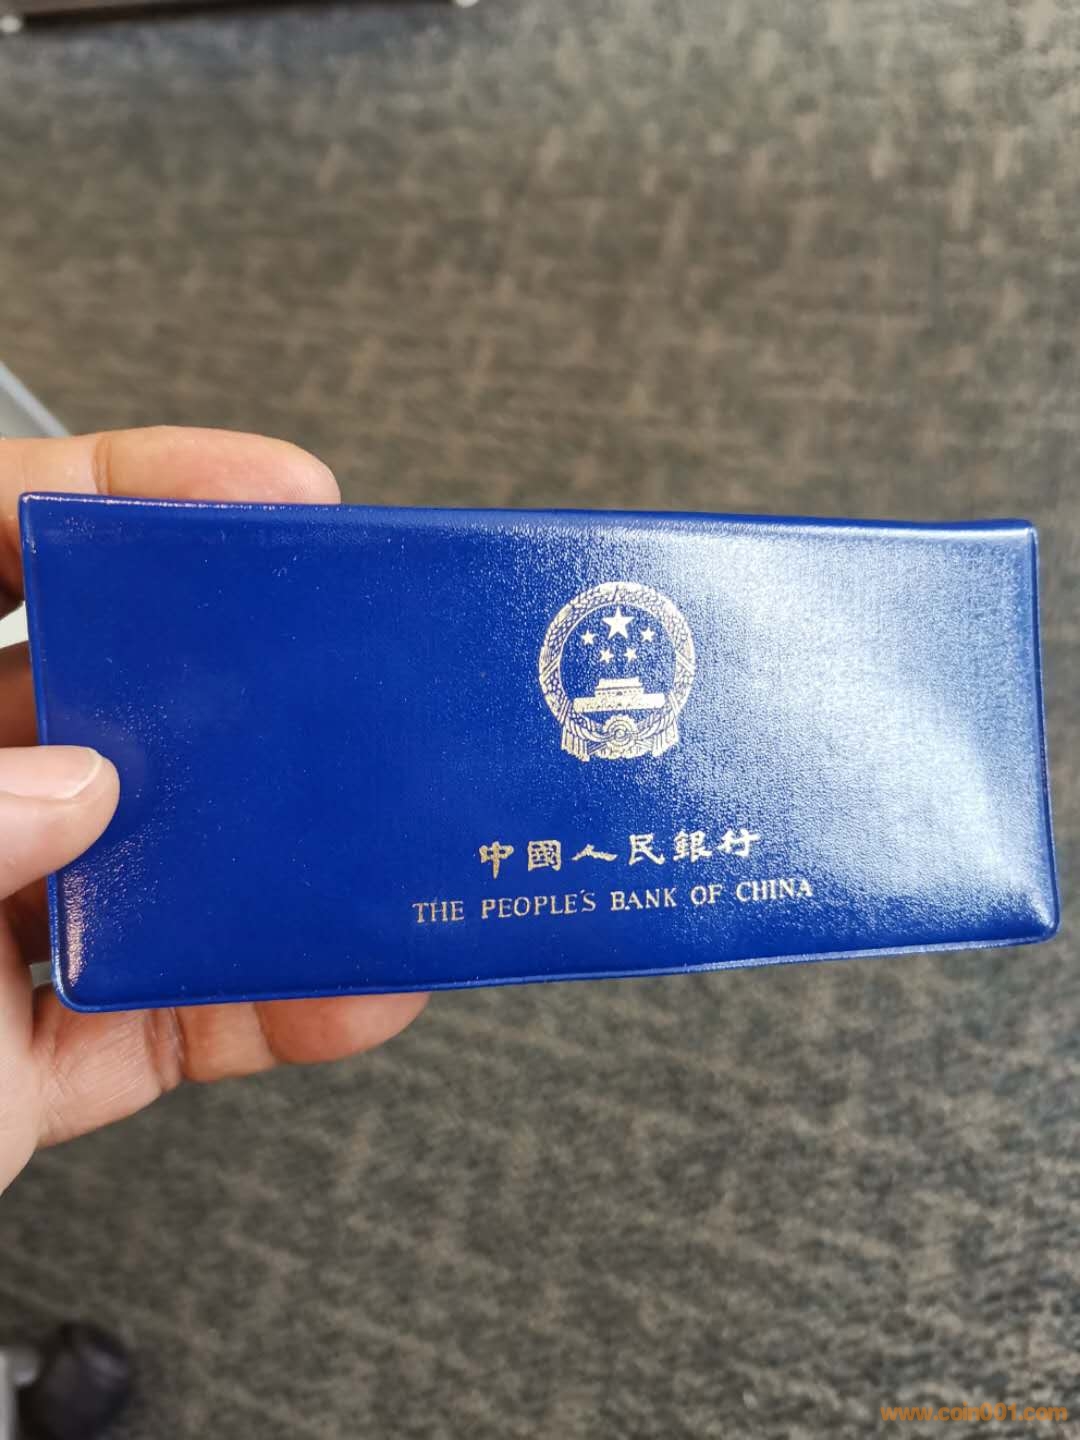 中國人民銀行
THE PEOPLE'S BANK OF CHINA
www.coin001.com